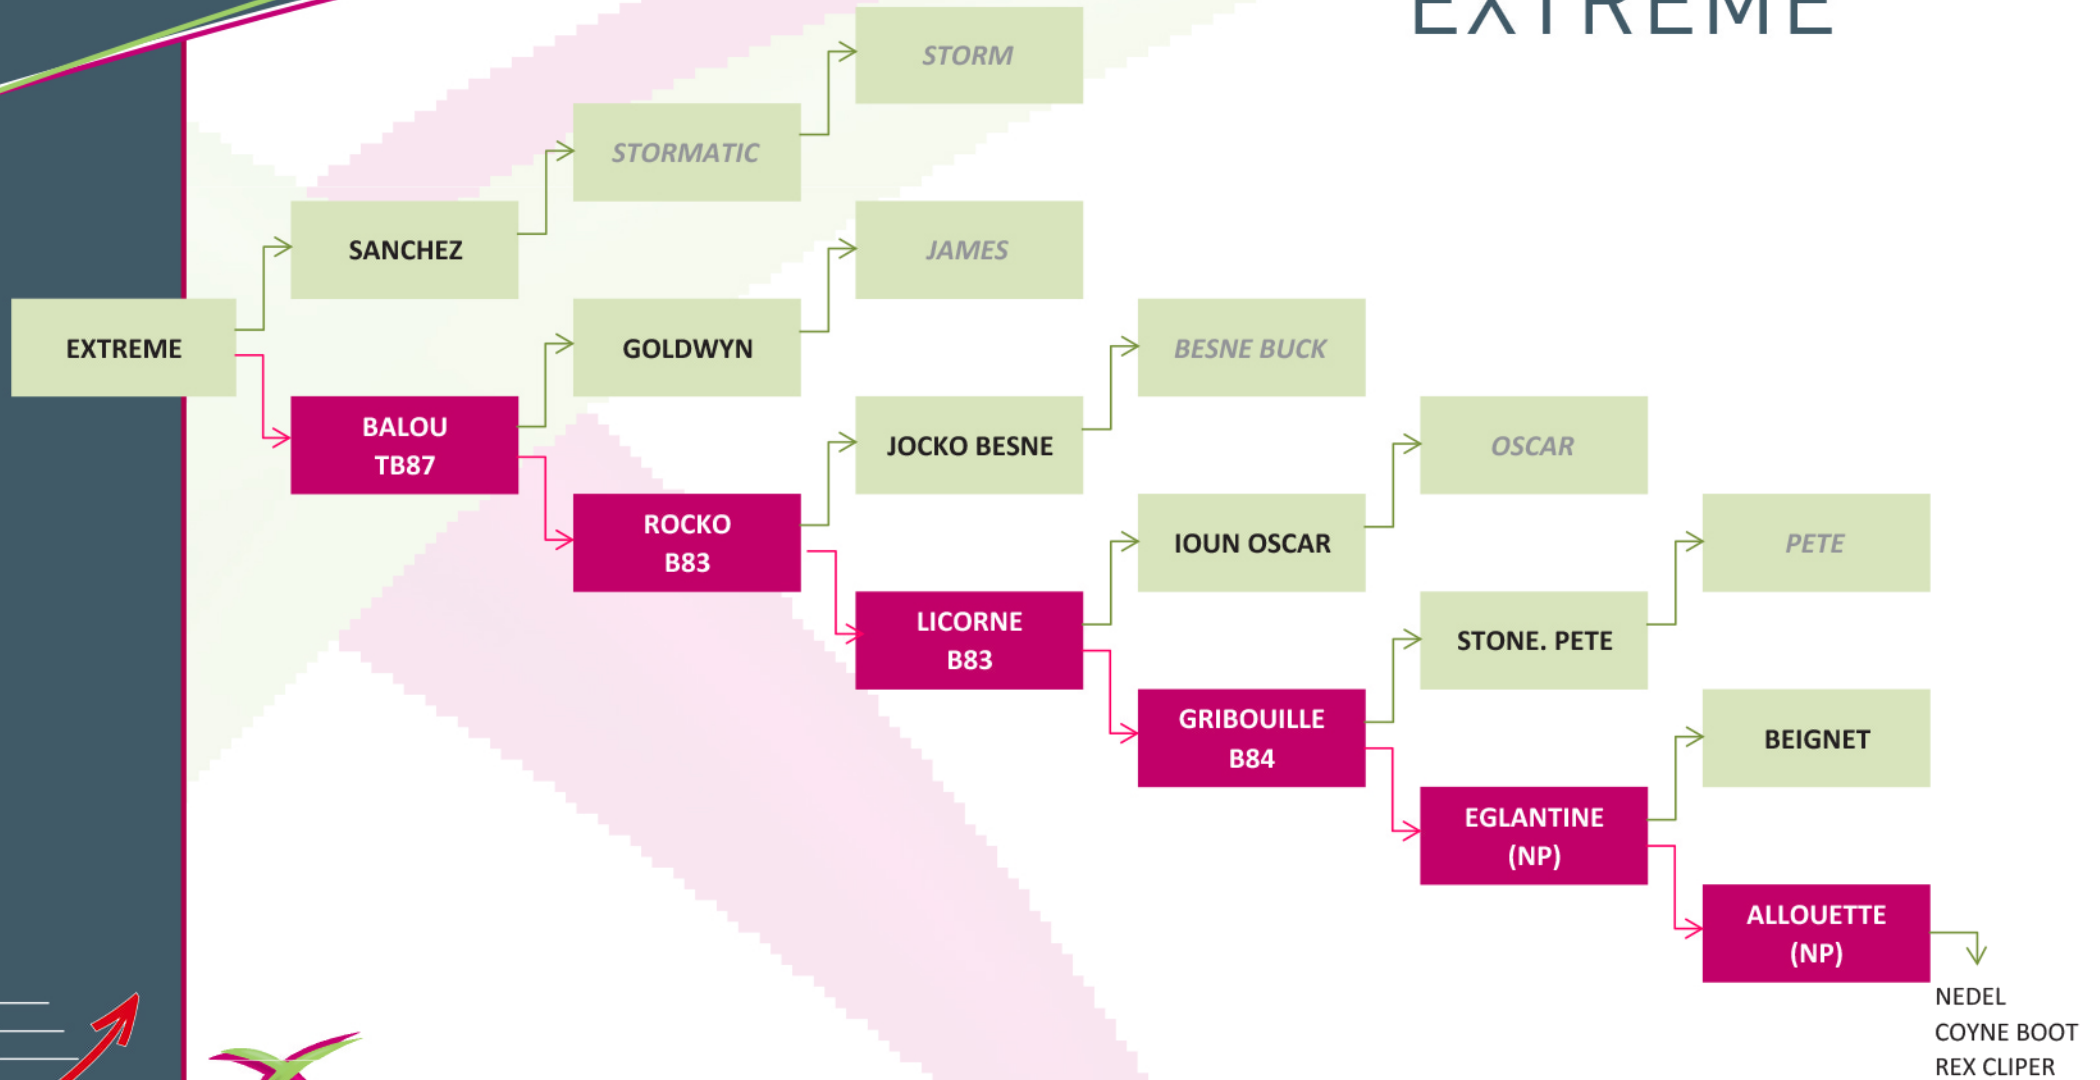 EXTREME
STORM
STORMATIC
SANCHEZ
JAMES
EXTREME
GOLDWYN
BESNE BUCK
BALOU
TB87
JOCKO BESNE
OSCAR
ROCKO
B83
IOUN OSCAR
PETE
LICORNE
B83
STONE. PETE
GRIBOUILLE
B84
BEIGNET
EGLANTINE
(NP)
ALLOUETTE
(NP)
NEDEL
COYNE BOOT
REX CLIPER